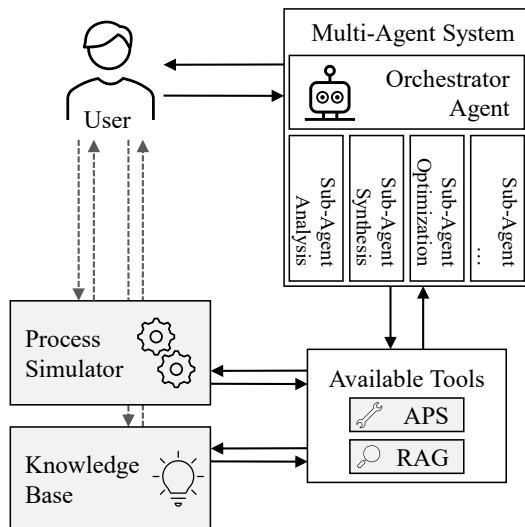 User
Multi-Agent System
Orchestrator
Agent
Sub-Agent
Analysis
Sub-Agent
Synthesis
Sub-Agent
Optimization
Sub-Agent
...
Process
Simulator
Knowledge
Base
Available Tools
APS
RAG